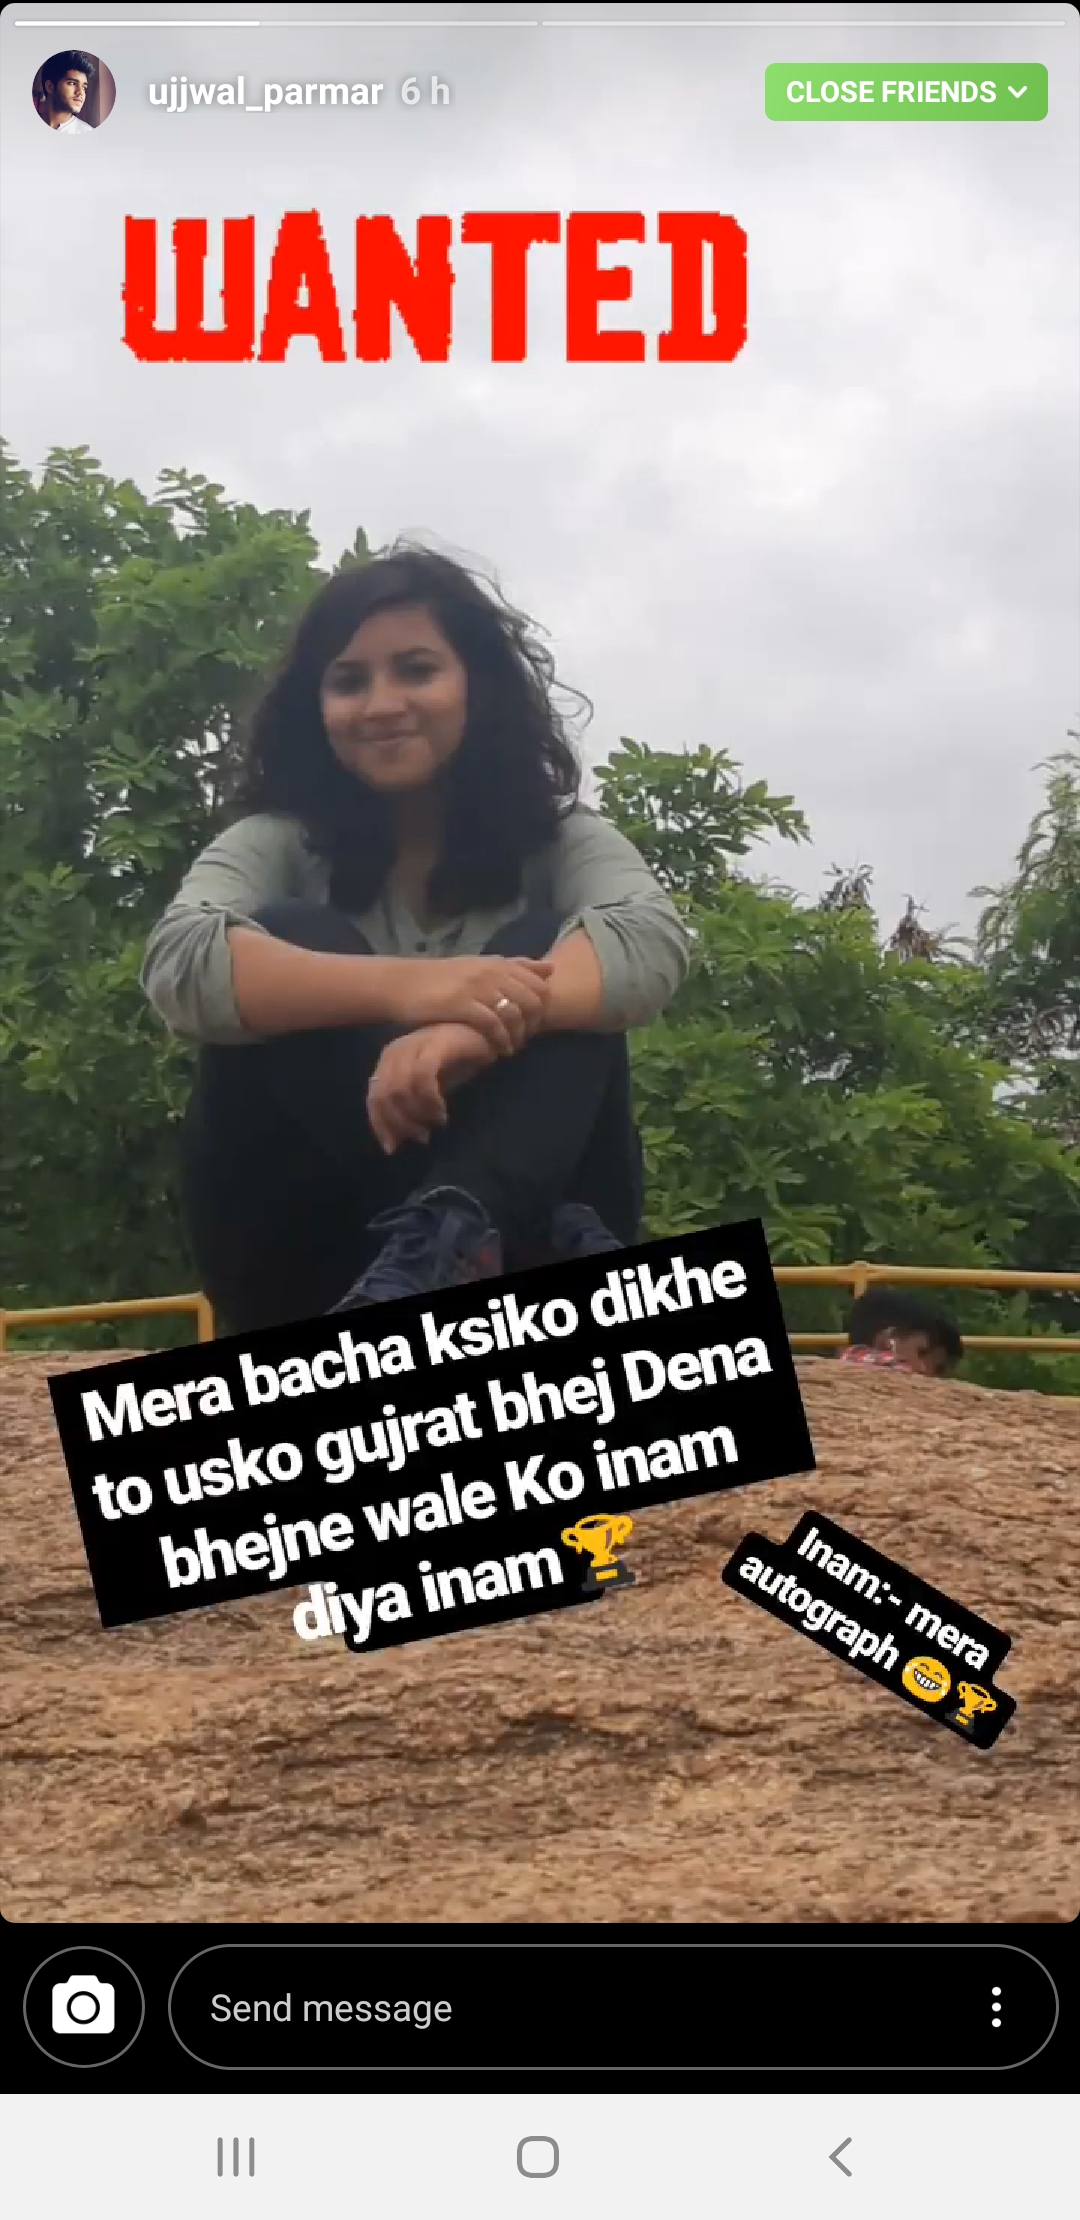 ujjwal_parmar 6 h
CLOSE FRIENDS
WANTED
Mera bacha ksiko dikhe
to usko gujrat bhej Dena
bhejne wale Ko inam
diya inam🏆
Inam:- mera
autograph 😂🏆
Send message